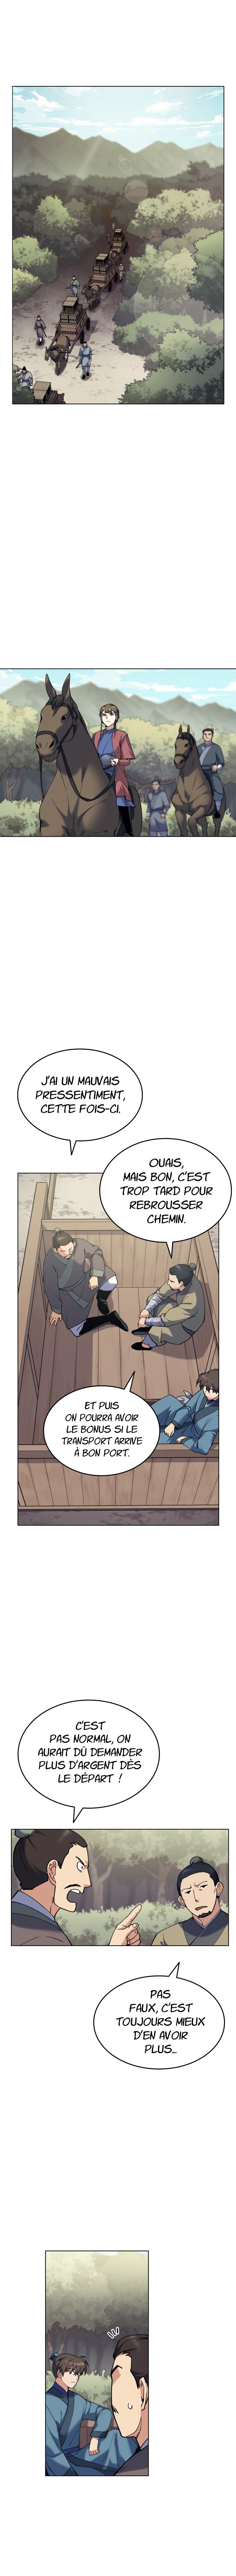 J'AI UN MAUVAIS
PRESSENTIMENT,
CETTE FOIS-CI.
OUAIS,
MAIS BON, C'EST
TROP TARD POUR
REBROUSSER
CHEMIN.
ET PUIS
ON POURRA AVOIR
LE BONUS SI LE
TRANSPORT ARRIVE
À BON PORT.
C'EST
PAS NORMAL, ON
AURAIT DÛ DEMANDER
PLUS D'ARGENT DÈS
LE DÉPART !
PAS
FAUX, C'EST
TOUJOURS MIEUX
D'EN AVOIR
PLUS...